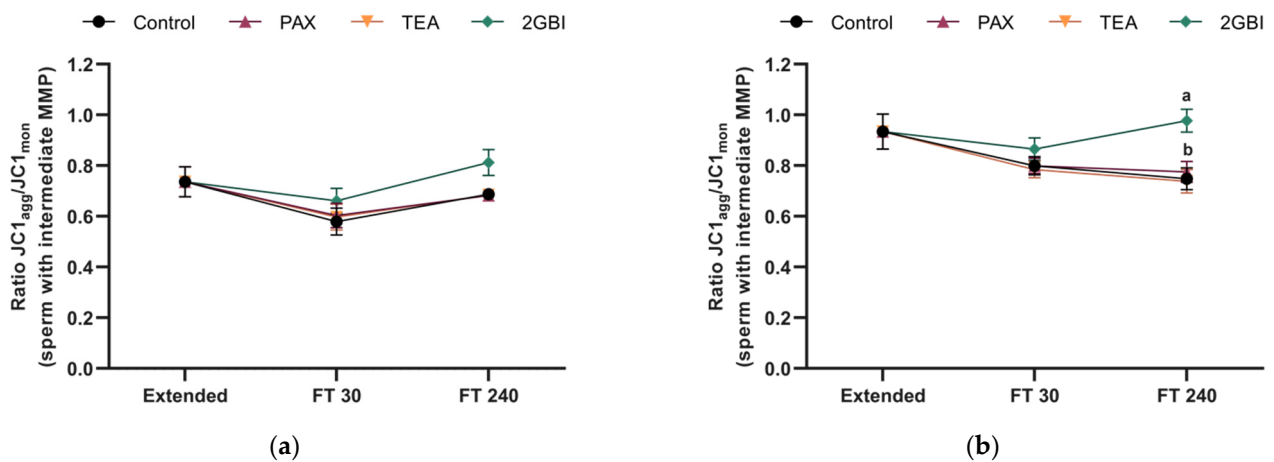 Control PAX TEA 2GBI
Ratio JC1agg/JC1mon
(sperm with intermediate MMP)
1.2
1.0
0.8
0.6
0.4
0.2
0.0
Extended FT 30 FT 240
(a)
Control PAX TEA 2GBI
Ratio JC1agg/JC1mon
(sperm with intermediate MMP)
1.2
1.0
0.8
0.6
0.4
0.2
0.0
a
b
Extended FT 30 FT 240
(b)